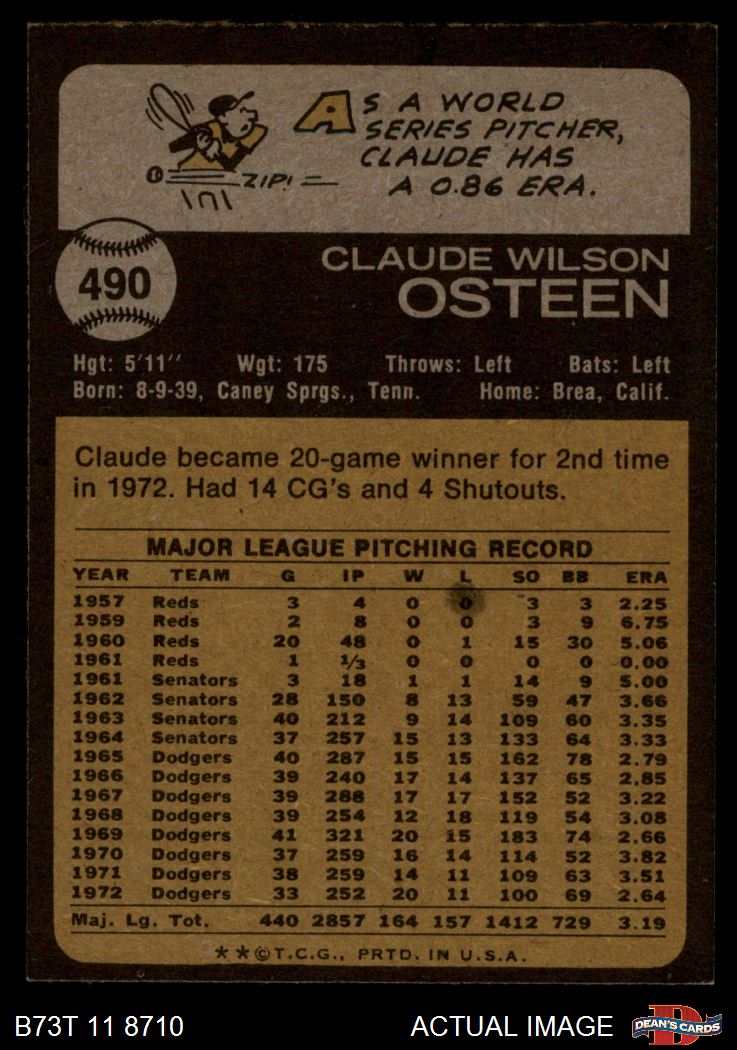 AS A WORLD
SERIES PITCHER,
CLAUDE HAS
A 0.86 ERA.
ZIP!
490
CLAUDE WILSON
OSTEEN
Hgt: 5'11" Wgt: 175 Throws: Left Bats: Left
Born: 8-9-39, Caney Sprgs., Tenn. Home: Brea, Calif.
Claude became 20-game winner for 2nd time
in 1972. Had 14 CG's and 4 Shutouts.
MAJOR LEAGUE PITCHING RECORD
YEAR TEAM G IP W L SO BB ERA
1957 Reds 3 4 0 0 3 3 2.25
1959 Reds 2 8 0 0 3 9 6.75
1960 Reds 20 48 0 1 15 30 5.06
1961 Reds 1 1/3 0 0 0 0 0.00
1961 Senators 3 18 1 1 14 9 5.00
1962 Senators 28 150 8 13 59 47 3.66
1963 Senators 40 212 9 14 109 60 3.35
1964 Senators 37 257 15 13 133 64 3.33
1965 Dodgers 40 287 15 15 162 78 2.79
1966 Dodgers 39 240 17 14 137 65 2.85
1967 Dodgers 39 288 17 17 152 52 3.22
1968 Dodgers 39 254 12 18 119 54 3.08
1969 Dodgers 41 321 20 15 183 74 2.66
1970 Dodgers 37 259 16 14 114 52 3.82
1971 Dodgers 38 259 14 11 109 63 3.51
1972 Dodgers 33 252 20 11 100 69 2.64
Maj. Lg. Tot. 440 2857 164 157 1412 729 3.19
**©T.C.G., PRTD. IN U.S.A.
B73T 11 8710 ACTUAL IMAGE
DEAN'S CARDS